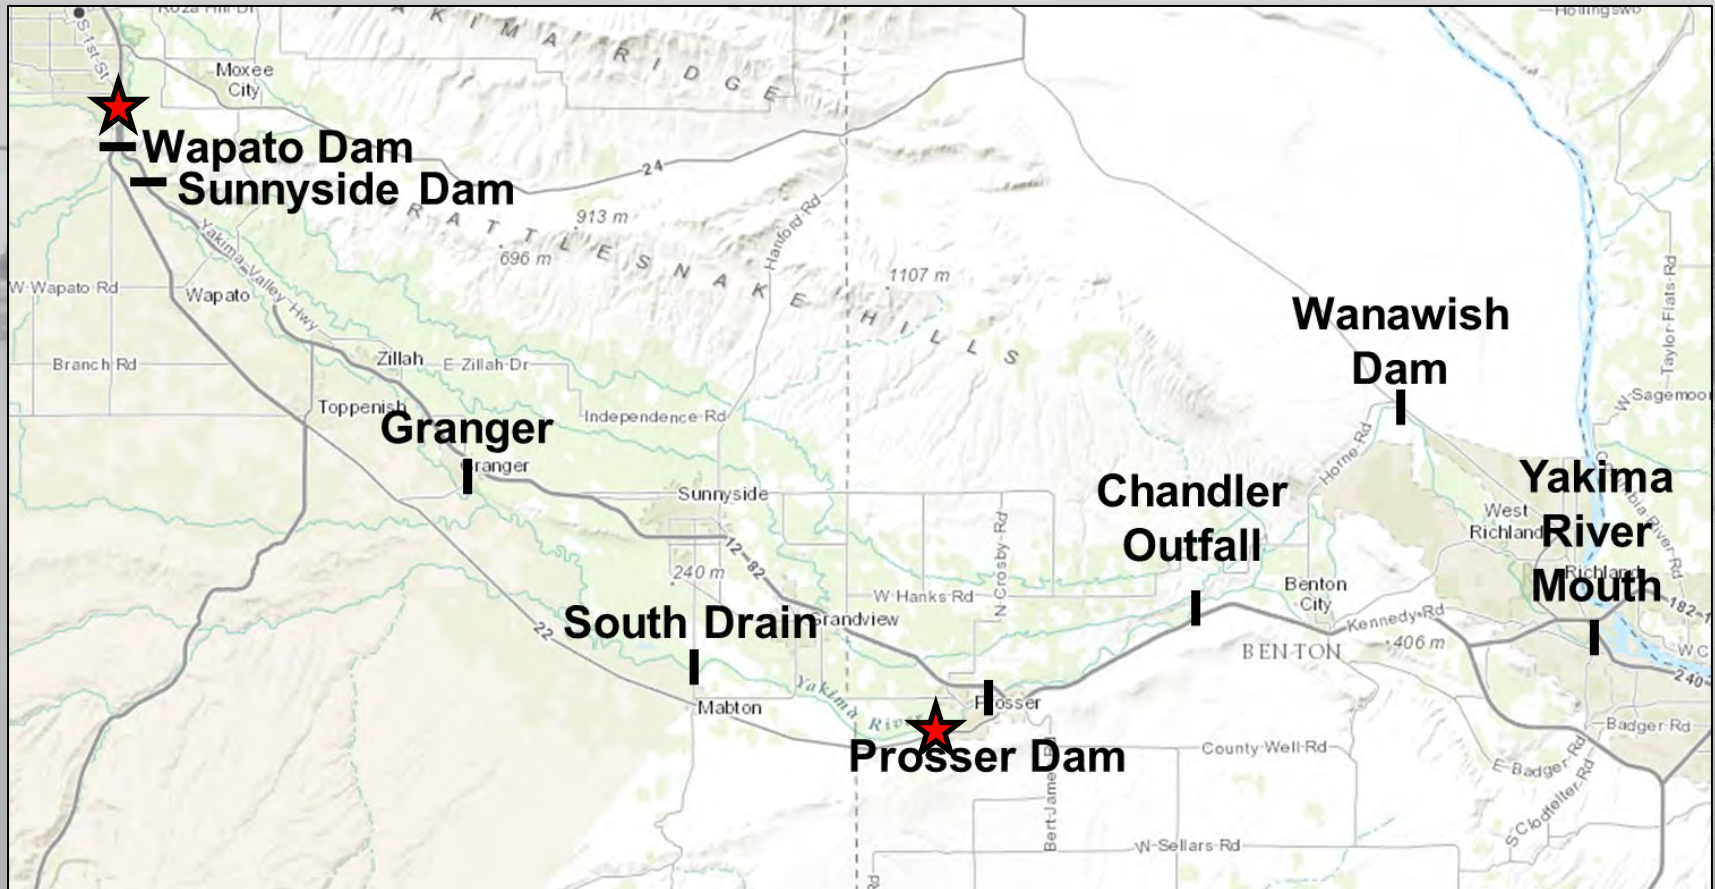 S 1st St
Moxee
City
YAKIMA RIDGE
Wapato Dam
Sunnyside Dam
24
RATTLESNAKE HILLS
913 m
696 m
1107 m
Hanford Rd
Yakima Valley Hwy
W Wapato Rd
Wapato
Branch Rd
Zillah
E Zillah Dr
Toppenish
Independence Rd
Granger
Granger
Sunnyside
12-82
240 m
22
South Drain
Grandview
W Hanks Rd
N Crosby Rd
Mabton
Yakima River
Prosser
Prosser Dam
Chandler
Outfall
Wanawish
Dam
Horne Rd
Benton
City
BENTON
Kennedy Rd
406 m
West
Richland
Yakima
River
Mouth
Richland
Columbia River Rd
Taylor Flats Rd
W Sagemoor
182-12
240
Badger Rd
E Badger Rd
S Clodfelter Rd
County Well Rd
W Sellars Rd